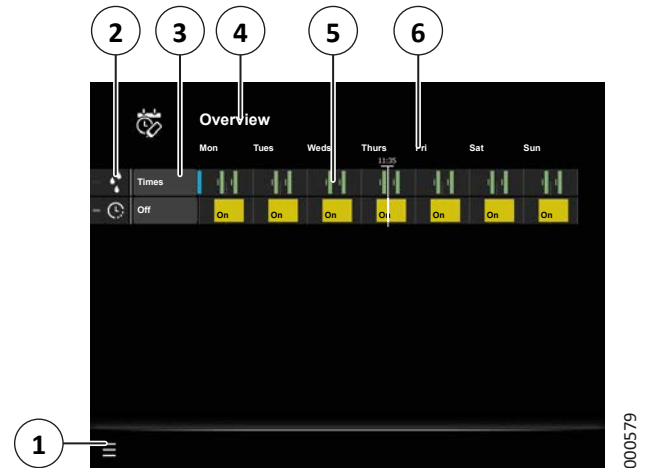 2 3 4 5 6
Overview
Mon Tues Weds Thurs Fri Sat Sun
11:35
Times
Off On On On On On On On
1
000579